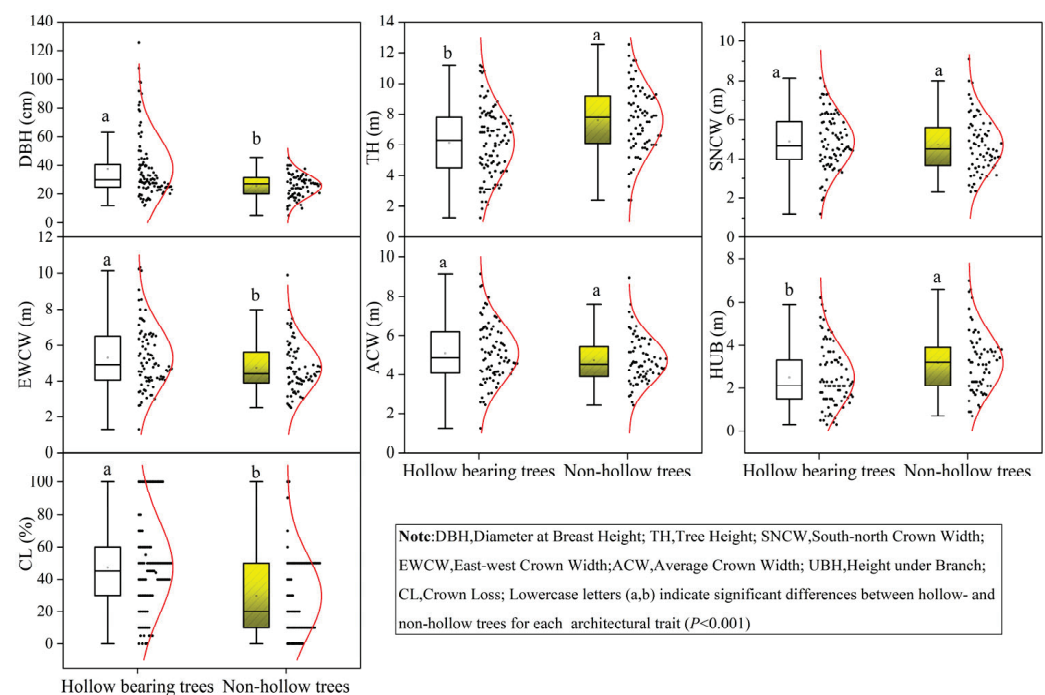 140
120
100
80
60
40
20
0
DBH (cm)
a
b
14
12
10
8
6
4
2
0
TH (m)
b
a
10
8
6
4
2
0
SNCW (m)
a
a
12
10
8
6
4
2
0
EWCW (m)
a
b
10
8
6
4
2
0
ACW (m)
a
a
8
6
4
2
0
HUB (m)
b
a
Hollow bearing trees Non-hollow trees
Hollow bearing trees Non-hollow trees
100
80
60
40
20
0
CL (%)
a
b
Hollow bearing trees Non-hollow trees
Note:DBH,Diameter at Breast Height; TH,Tree Height; SNCW,South-north Crown Width;
EWCW,East-west Crown Width;ACW,Average Crown Width; UBH,Height under Branch;
CL,Crown Loss; Lowercase letters (a,b) indicate significant differences between hollow- and
non-hollow trees for each architectural trait (P<0.001)